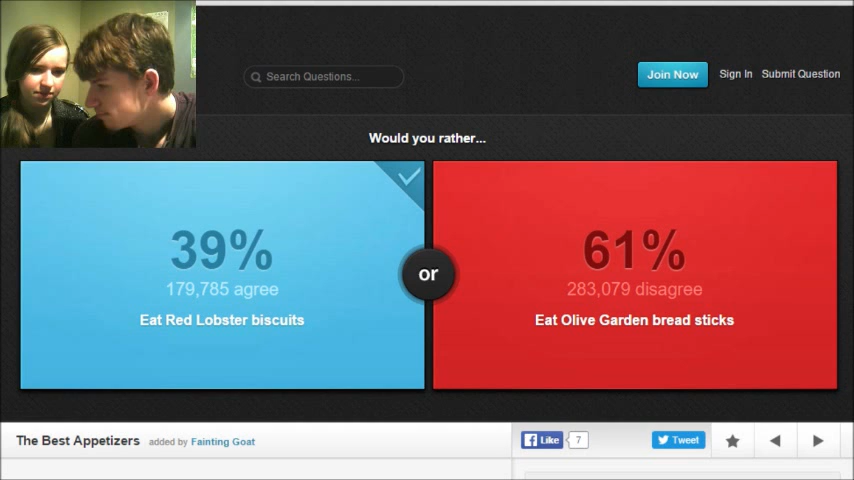 Search Questions...
Join Now
Sign In
Submit Question
Would you rather...
39%
179,785 agree
Eat Red Lobster biscuits
or
61%
283,079 disagree
Eat Olive Garden bread sticks
The Best Appetizers added by Fainting Goat
Like
7
Tweet